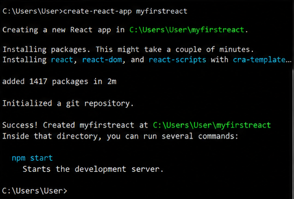 C:\Users\User>create-react-app myfirstreact
Creating a new React app in C:\Users\User\myfirstreact.
Installing packages. This might take a couple of minutes.
Installing react, react-dom, and react-scripts with cra-template…
added 1417 packages in 2m
Initialized a git repository.
Success! Created myfirstreact at C:\Users\User\myfirstreact
Inside that directory, you can run several commands:
npm start
Starts the development server.
C:\Users\User>